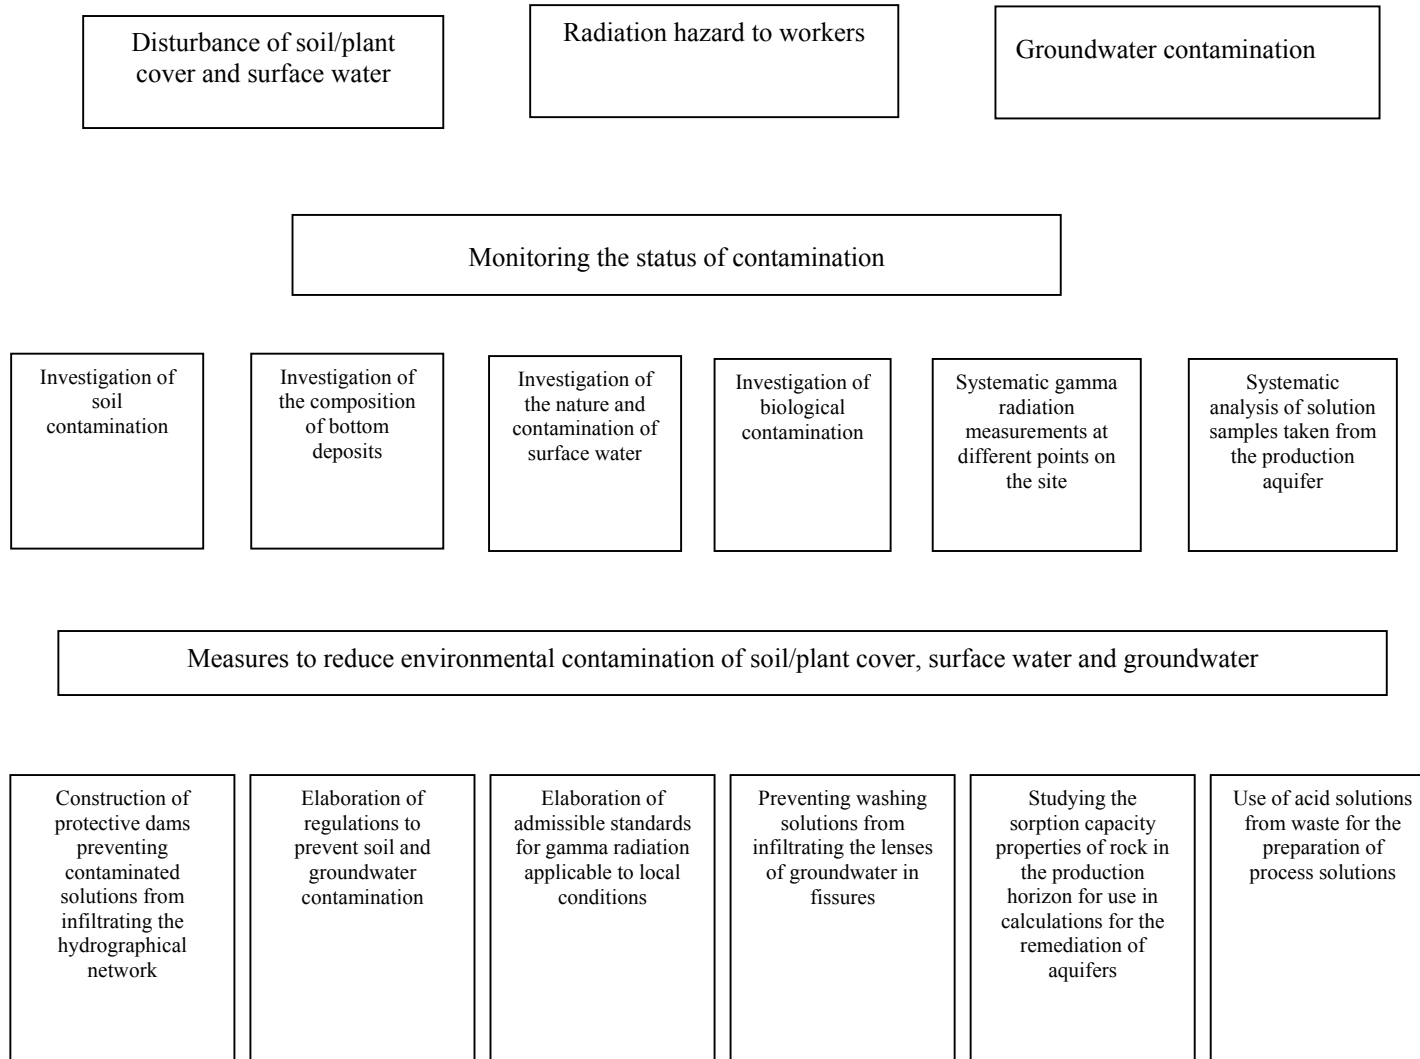 Disturbance of soil/plant
cover and surface water
Radiation hazard to workers
Groundwater contamination
Monitoring the status of contamination
Investigation of
soil
contamination
Investigation of
the composition
of bottom
deposits
Investigation of
the nature and
contamination of
surface water
Investigation of
biological
contamination
Systematic gamma
radiation
measurements at
different points on
the site
Systematic
analysis of solution
samples taken from
the production
aquifer
Measures to reduce environmental contamination of soil/plant cover, surface water and groundwater
Construction of
protective dams
preventing
contaminated
solutions from
infiltrating the
hydrographical
network
Elaboration of
regulations to
prevent soil and
groundwater
contamination
Elaboration of
admissible standards
for gamma radiation
applicable to local
conditions
Preventing washing
solutions from
infiltrating the lenses
of groundwater in
fissures
Studying the
sorption capacity
properties of rock in
the production
horizon for use in
calculations for the
remediation of
aquifers
Use of acid solutions
from waste for the
preparation of
process solutions